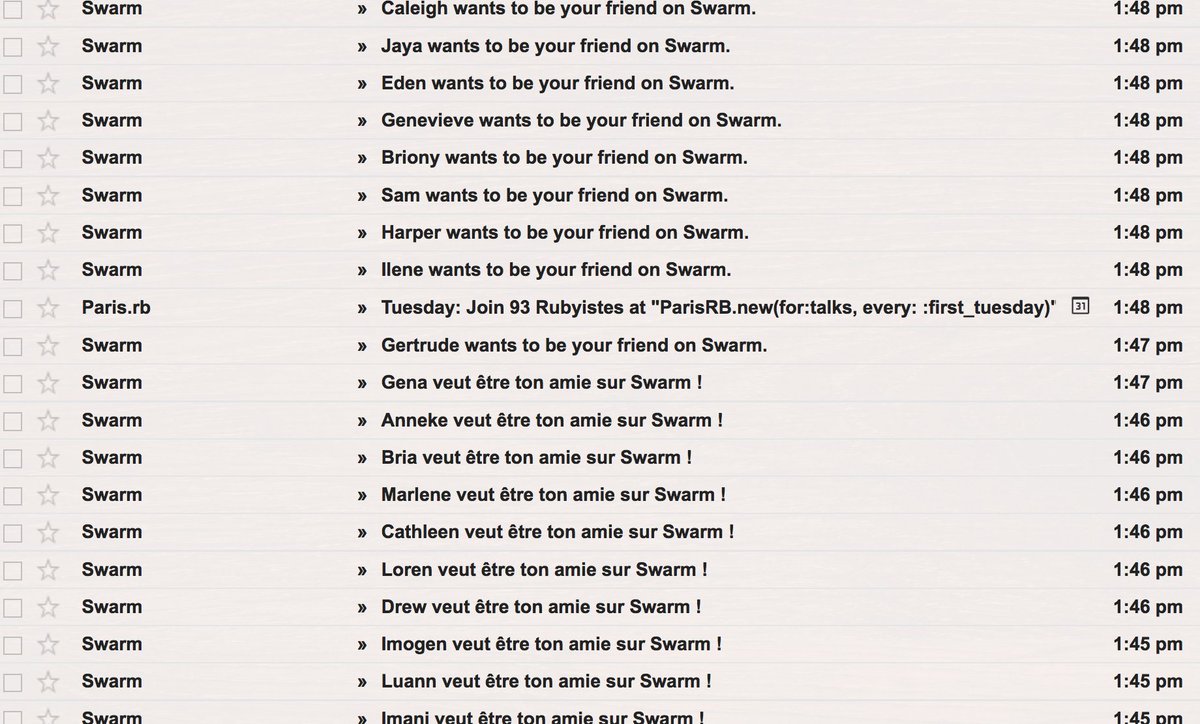 Swarm » Caleigh wants to be your friend on Swarm. 1:48 pm
Swarm » Jaya wants to be your friend on Swarm. 1:48 pm
Swarm » Eden wants to be your friend on Swarm. 1:48 pm
Swarm » Genevieve wants to be your friend on Swarm. 1:48 pm
Swarm » Briony wants to be your friend on Swarm. 1:48 pm
Swarm » Sam wants to be your friend on Swarm. 1:48 pm
Swarm » Harper wants to be your friend on Swarm. 1:48 pm
Swarm » Ilene wants to be your friend on Swarm. 1:48 pm
Paris.rb » Tuesday: Join 93 Rubyistes at "ParisRB.new(for:talks, every: :first_tuesday)" 31 1:48 pm
Swarm » Gertrude wants to be your friend on Swarm. 1:47 pm
Swarm » Gena veut être ton amie sur Swarm ! 1:47 pm
Swarm » Anneke veut être ton amie sur Swarm ! 1:46 pm
Swarm » Bria veut être ton amie sur Swarm ! 1:46 pm
Swarm » Marlene veut être ton amie sur Swarm ! 1:46 pm
Swarm » Cathleen veut être ton amie sur Swarm ! 1:46 pm
Swarm » Loren veut être ton amie sur Swarm ! 1:46 pm
Swarm » Drew veut être ton amie sur Swarm ! 1:46 pm
Swarm » Imogen veut être ton amie sur Swarm ! 1:45 pm
Swarm » Luann veut être ton amie sur Swarm ! 1:45 pm
Swarm » Imani veut être ton amie sur Swarm ! 1:45 pm